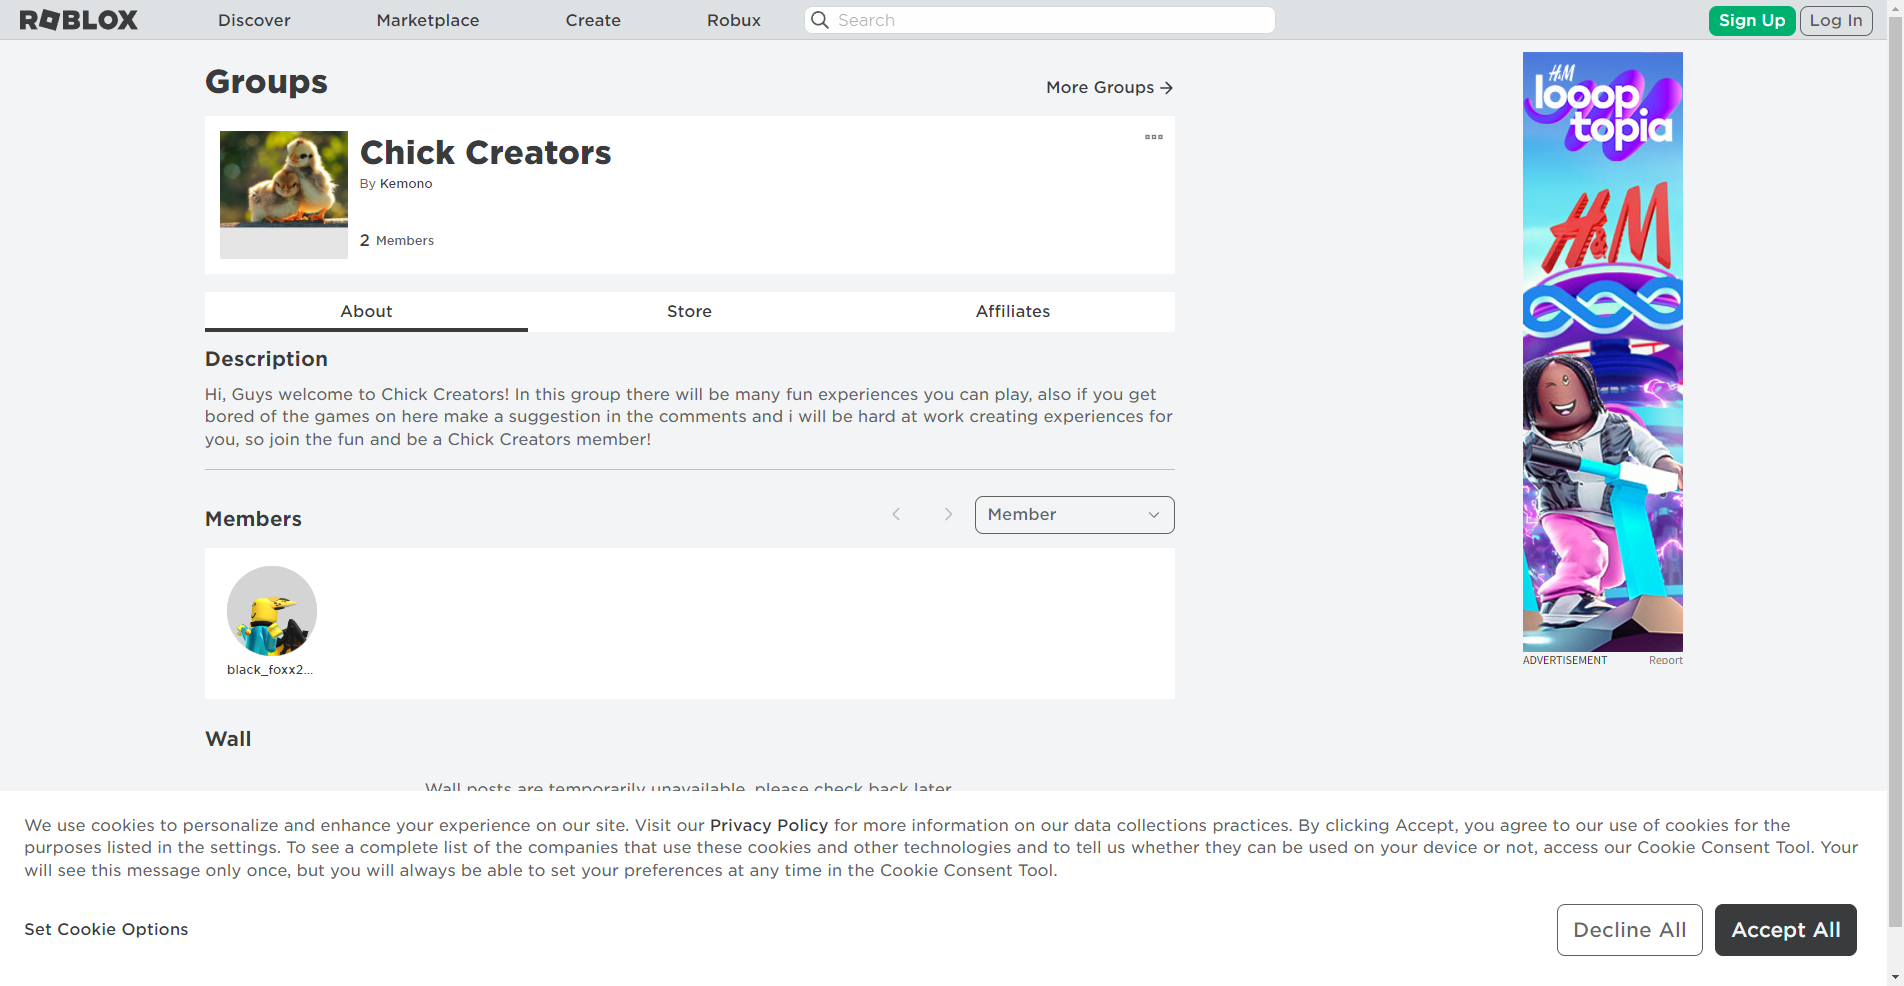 ROBLOX
Discover
Marketplace
Create
Robux
Search
Sign Up
Log In
Groups
More Groups
Chick Creators
By Kemono
2 Members
About
Store
Affiliates
Description
Hi, Guys welcome to Chick Creators! In this group there will be many fun experiences you can play, also if you get
bored of the games on here make a suggestion in the comments and i will be hard at work creating experiences for
you, so join the fun and be a Chick Creators member!
Members
Member
black_foxx2...
Wall
Wall posts are temporarily unavailable, please check back later
H&M
looop
topia
H&M
ADVERTISEMENT
Report
We use cookies to personalize and enhance your experience on our site. Visit our Privacy Policy for more information on our data collections practices. By clicking Accept, you agree to our use of cookies for the
purposes listed in the settings. To see a complete list of the companies that use these cookies and other technologies and to tell us whether they can be used on your device or not, access our Cookie Consent Tool. Your
will see this message only once, but you will always be able to set your preferences at any time in the Cookie Consent Tool.
Set Cookie Options
Decline All
Accept All